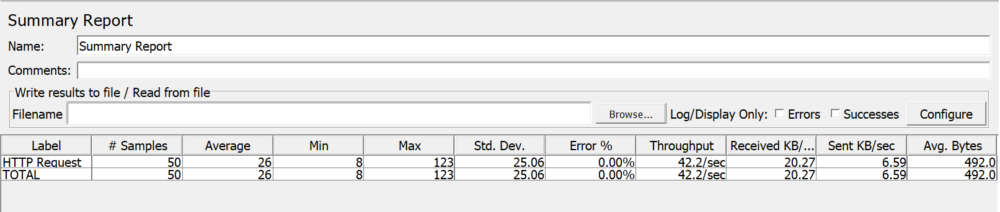 Summary Report
Name: Summary Report
Comments:
Write results to file / Read from file
Filename Browse... Log/Display Only: Errors Successes Configure
Label # Samples Average Min Max Std. Dev. Error % Throughput Received KB/... Sent KB/sec Avg. Bytes
HTTP Request 50 26 8 123 25.06 0.00% 42.2/sec 20.27 6.59 492.0
TOTAL 50 26 8 123 25.06 0.00% 42.2/sec 20.27 6.59 492.0